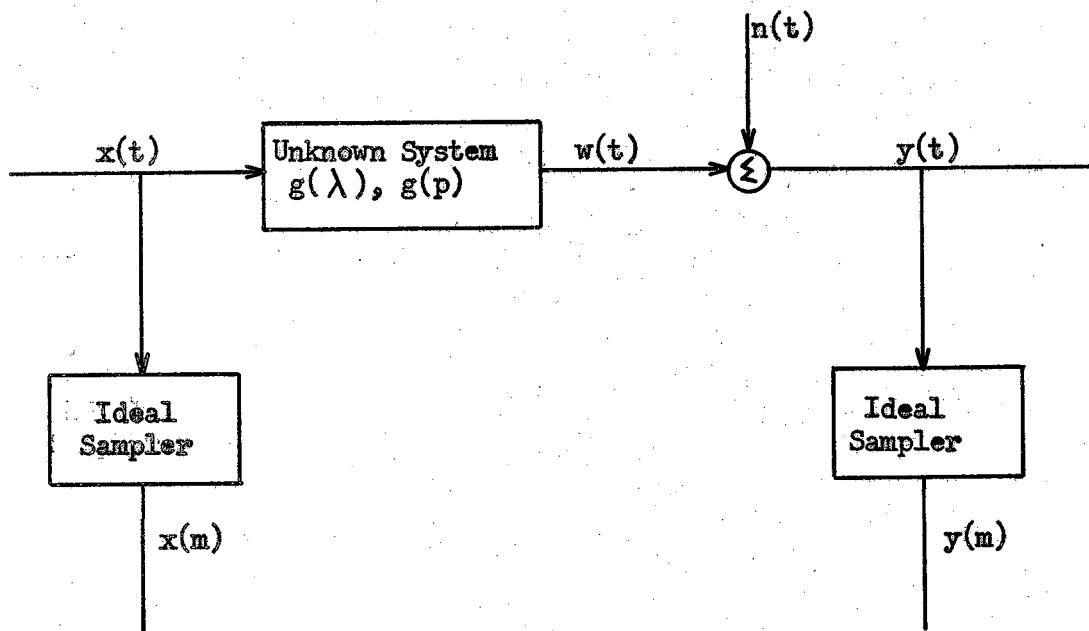 n(t)
x(t)
Unknown System
g(λ), g(p)
w(t)
Σ
y(t)
Ideal
Sampler
Ideal
Sampler
x(m)
y(m)